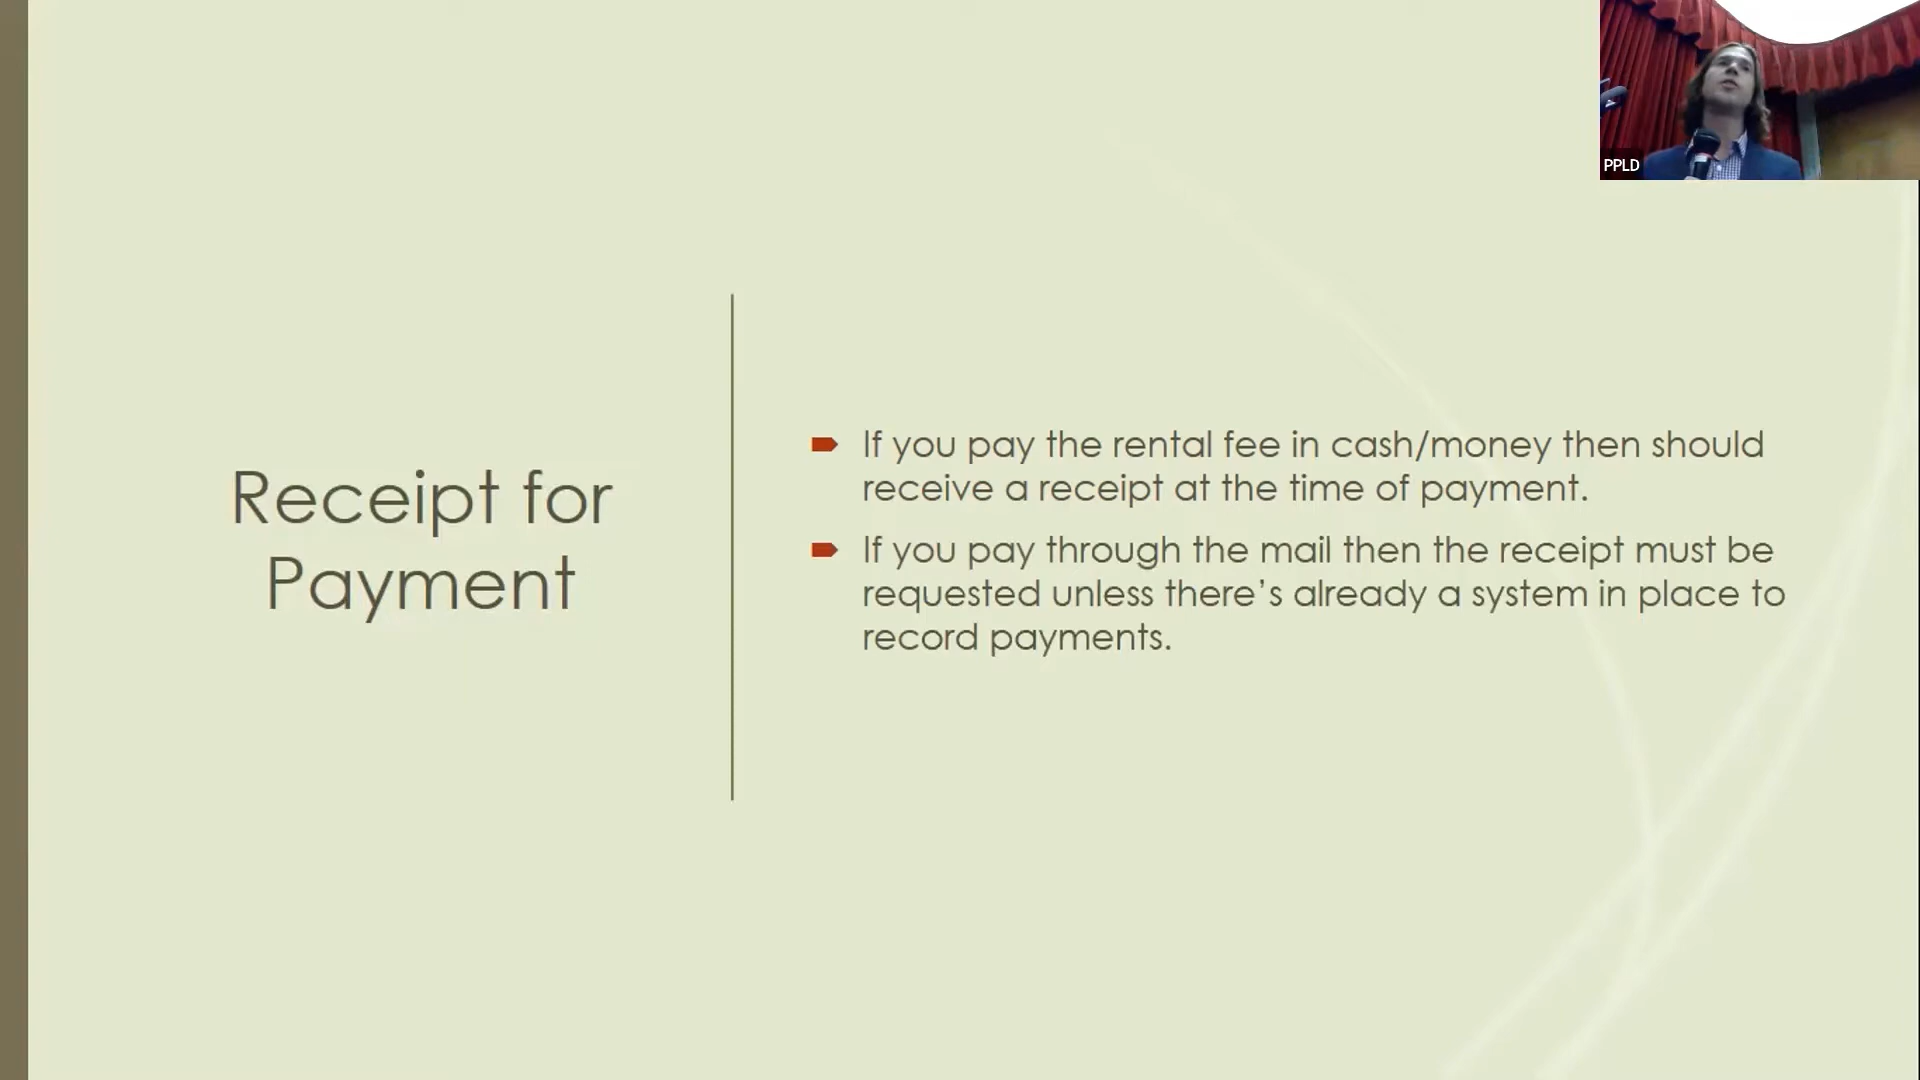 PPLD
Receipt for
Payment
If you pay the rental fee in cash/money then should
receive a receipt at the time of payment.
If you pay through the mail then the receipt must be
requested unless there’s already a system in place to
record payments.